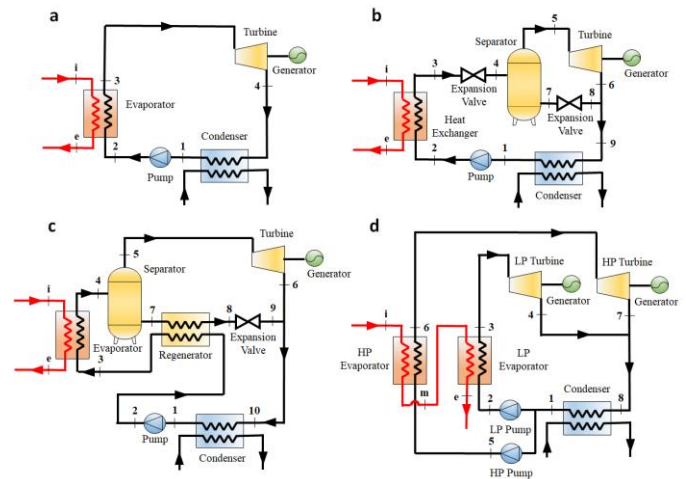 a
Turbine
i
3
Generator
4
Evaporator
Condenser
e
2
1
Pump
b
Separator
5
Turbine
3
4
Generator
i
Expansion
Valve
6
7
8
Expansion
Valve
Heat
Exchanger
e
2
1
9
Pump
Condenser
c
Turbine
5
Separator
4
Generator
6
i
7
8
9
Evaporator
Regenerator
Expansion
Valve
e
3
2
1
10
Pump
Condenser
d
LP Turbine
HP Turbine
i
6
3
Generator
Generator
4
7
HP
Evaporator
LP
Evaporator
m
e
2
1
8
Condenser
LP Pump
5
HP Pump